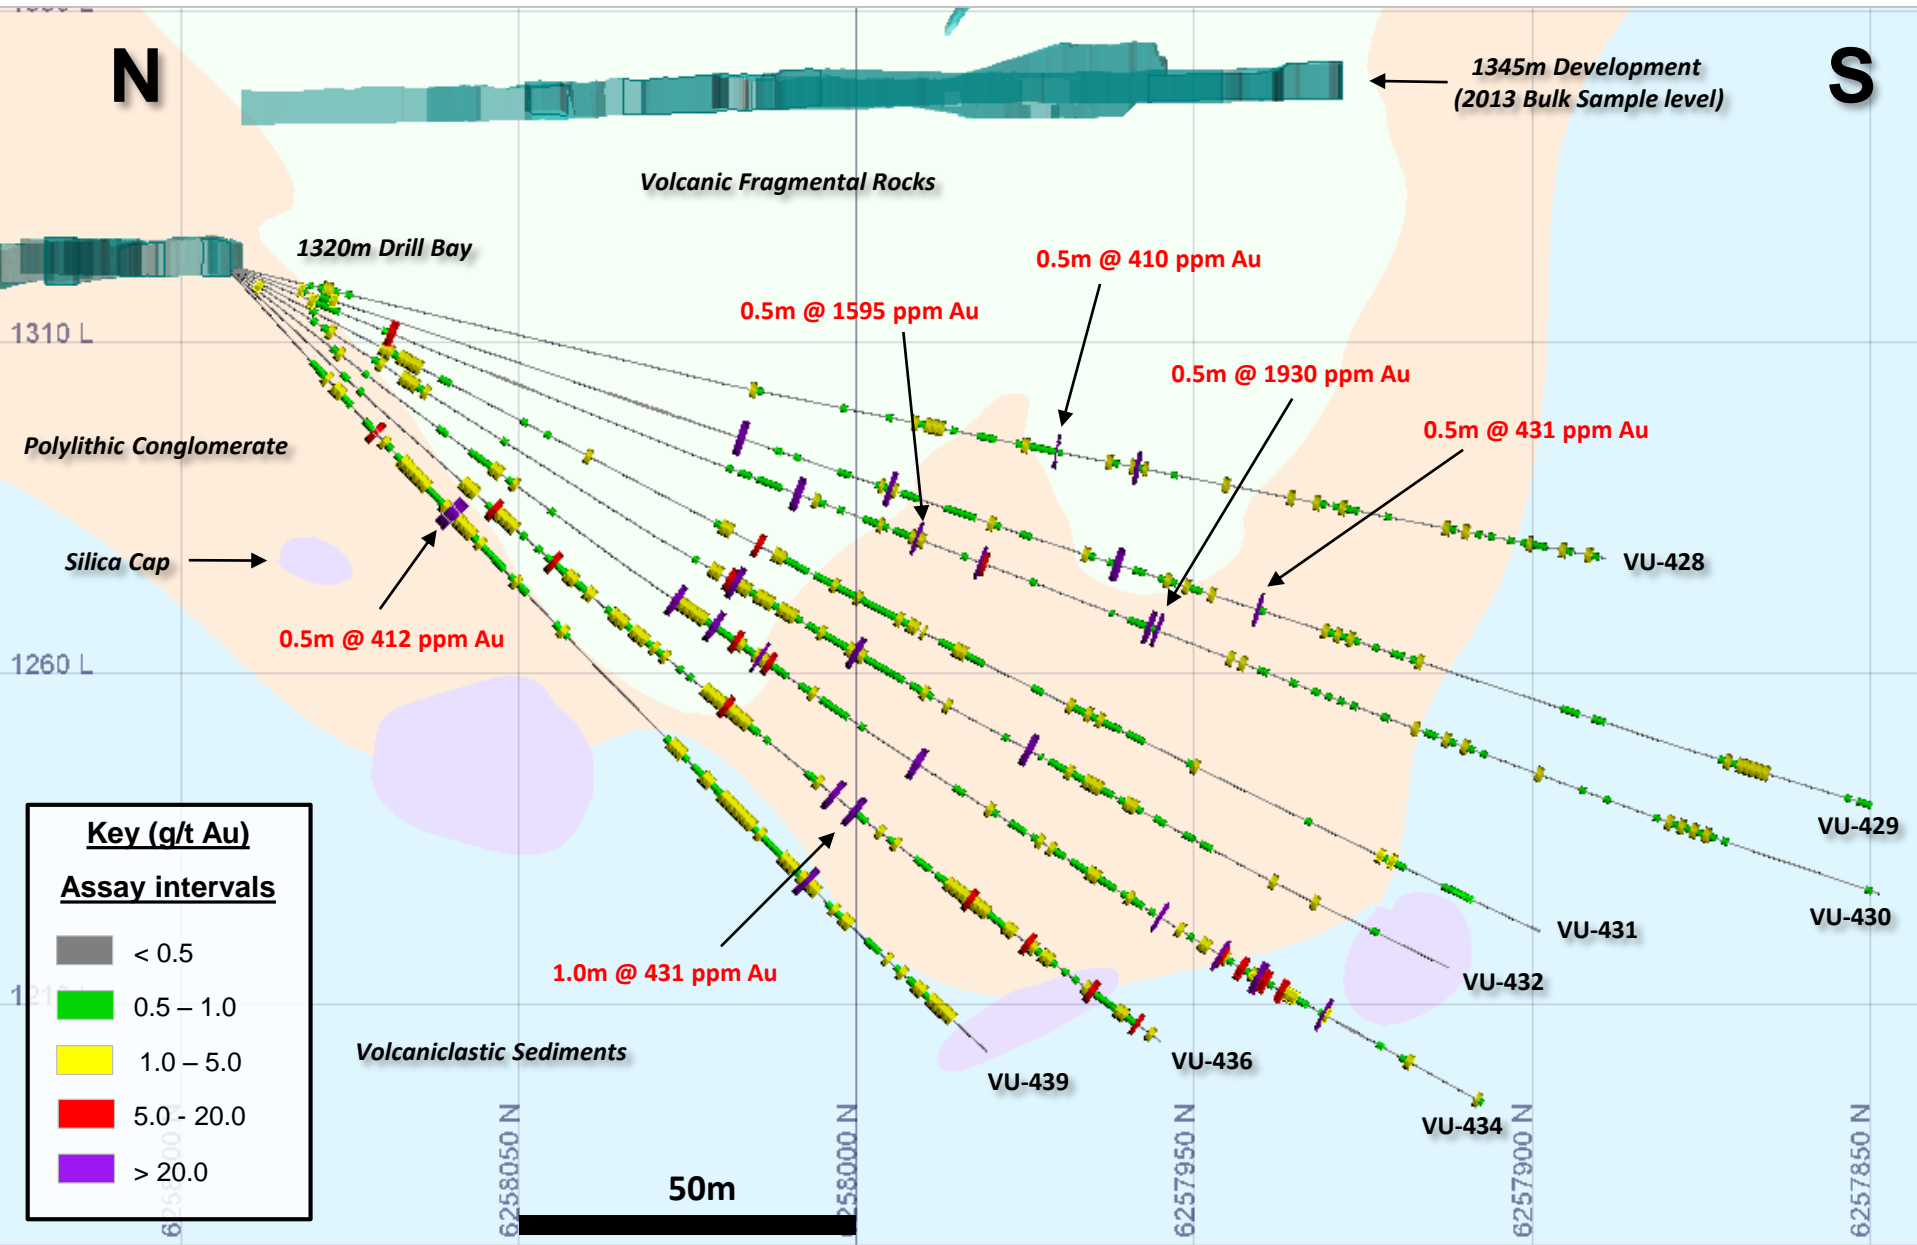 N
S
1345m Development
(2013 Bulk Sample level)
Volcanic Fragmental Rocks
1320m Drill Bay
0.5m @ 410 ppm Au
0.5m @ 1595 ppm Au
1310 L
0.5m @ 1930 ppm Au
0.5m @ 431 ppm Au
Polylithic Conglomerate
Silica Cap
VU-428
0.5m @ 412 ppm Au
1260 L
VU-429
Key (g/t Au)
Assay intervals
< 0.5
0.5 – 1.0
1.0 – 5.0
5.0 - 20.0
> 20.0
VU-430
VU-431
1.0m @ 431 ppm Au
VU-432
Volcaniclastic Sediments
VU-436
VU-439
VU-434
6258050 N
6258000 N
6257950 N
6257900 N
6257850 N
50m